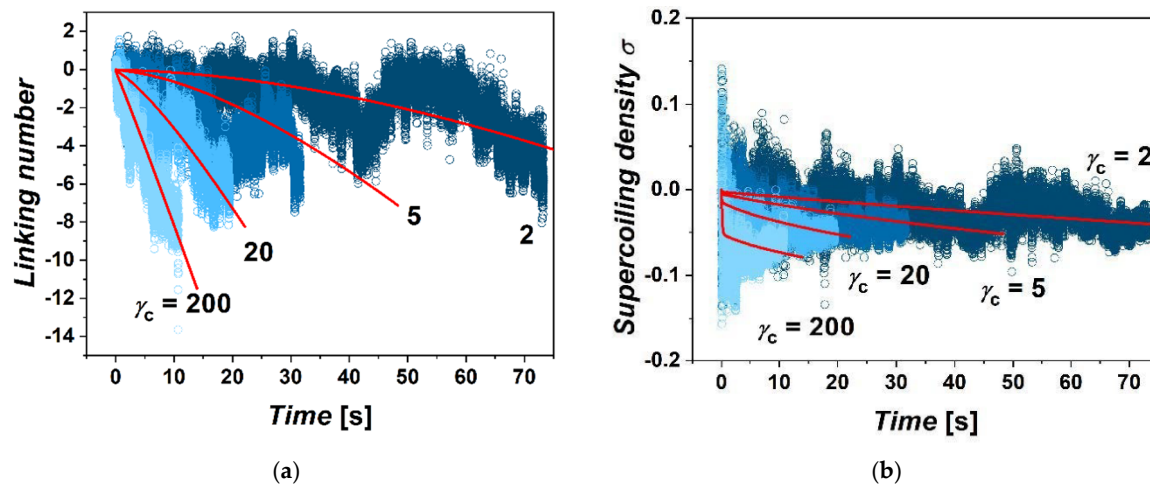 2
0
-2
-4
-6
-8
-10
-12
-14
Linking number
γc = 200
20
5
2
0 10 20 30 40 50 60 70
Time [s]
(a)
0.2
0.1
0.0
-0.1
-0.2
Supercoiling density σ
γc = 2
γc = 20
γc = 5
γc = 200
0 10 20 30 40 50 60 70
Time [s]
(b)